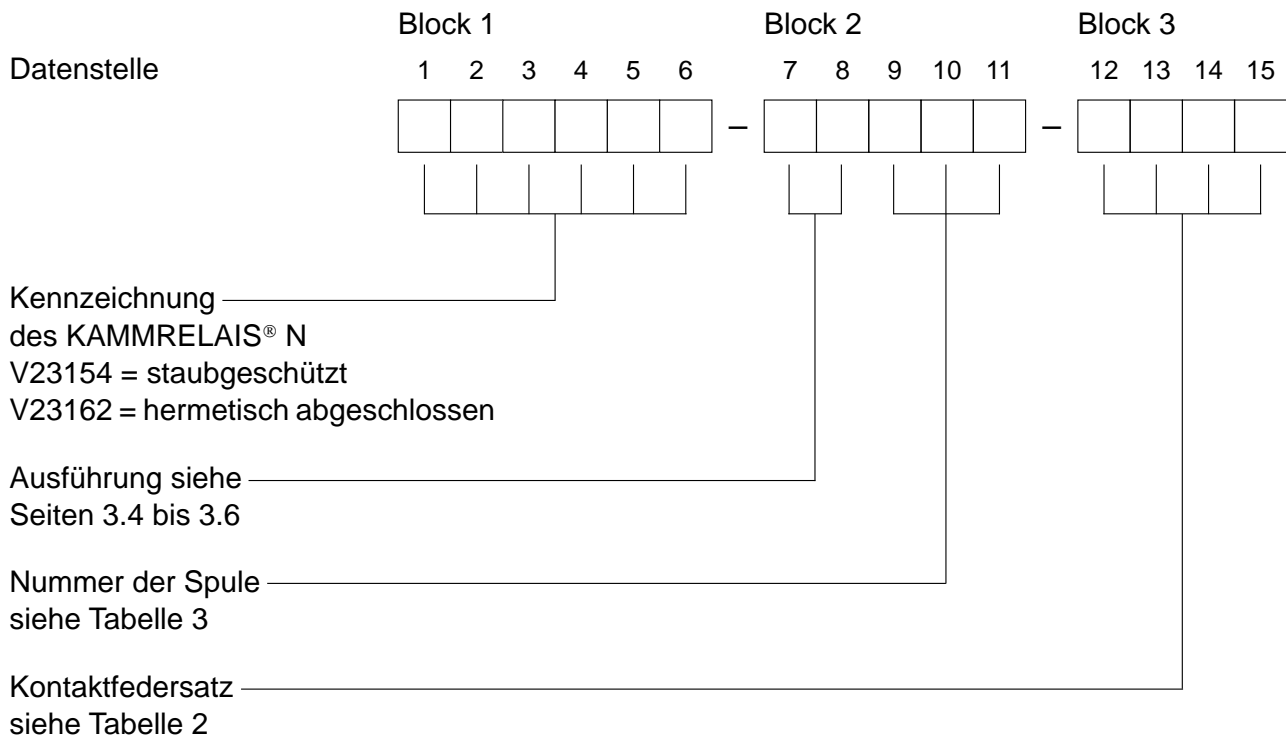 Block 1 Block 2 Block 3
Datenstelle 1 2 3 4 5 6 7 8 9 10 11 12 13 14 15
– –
Kennzeichnung
des KAMMRELAIS® N
V23154 = staubgeschützt
V23162 = hermetisch abgeschlossen
Ausführung siehe
Seiten 3.4 bis 3.6
Nummer der Spule
siehe Tabelle 3
Kontaktfedersatz
siehe Tabelle 2